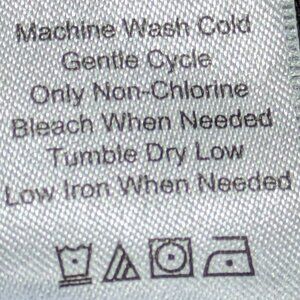 Machine Wash Cold
Gentle Cycle
Only Non-Chlorine
Bleach When Needed
Tumble Dry Low
Low Iron When Needed